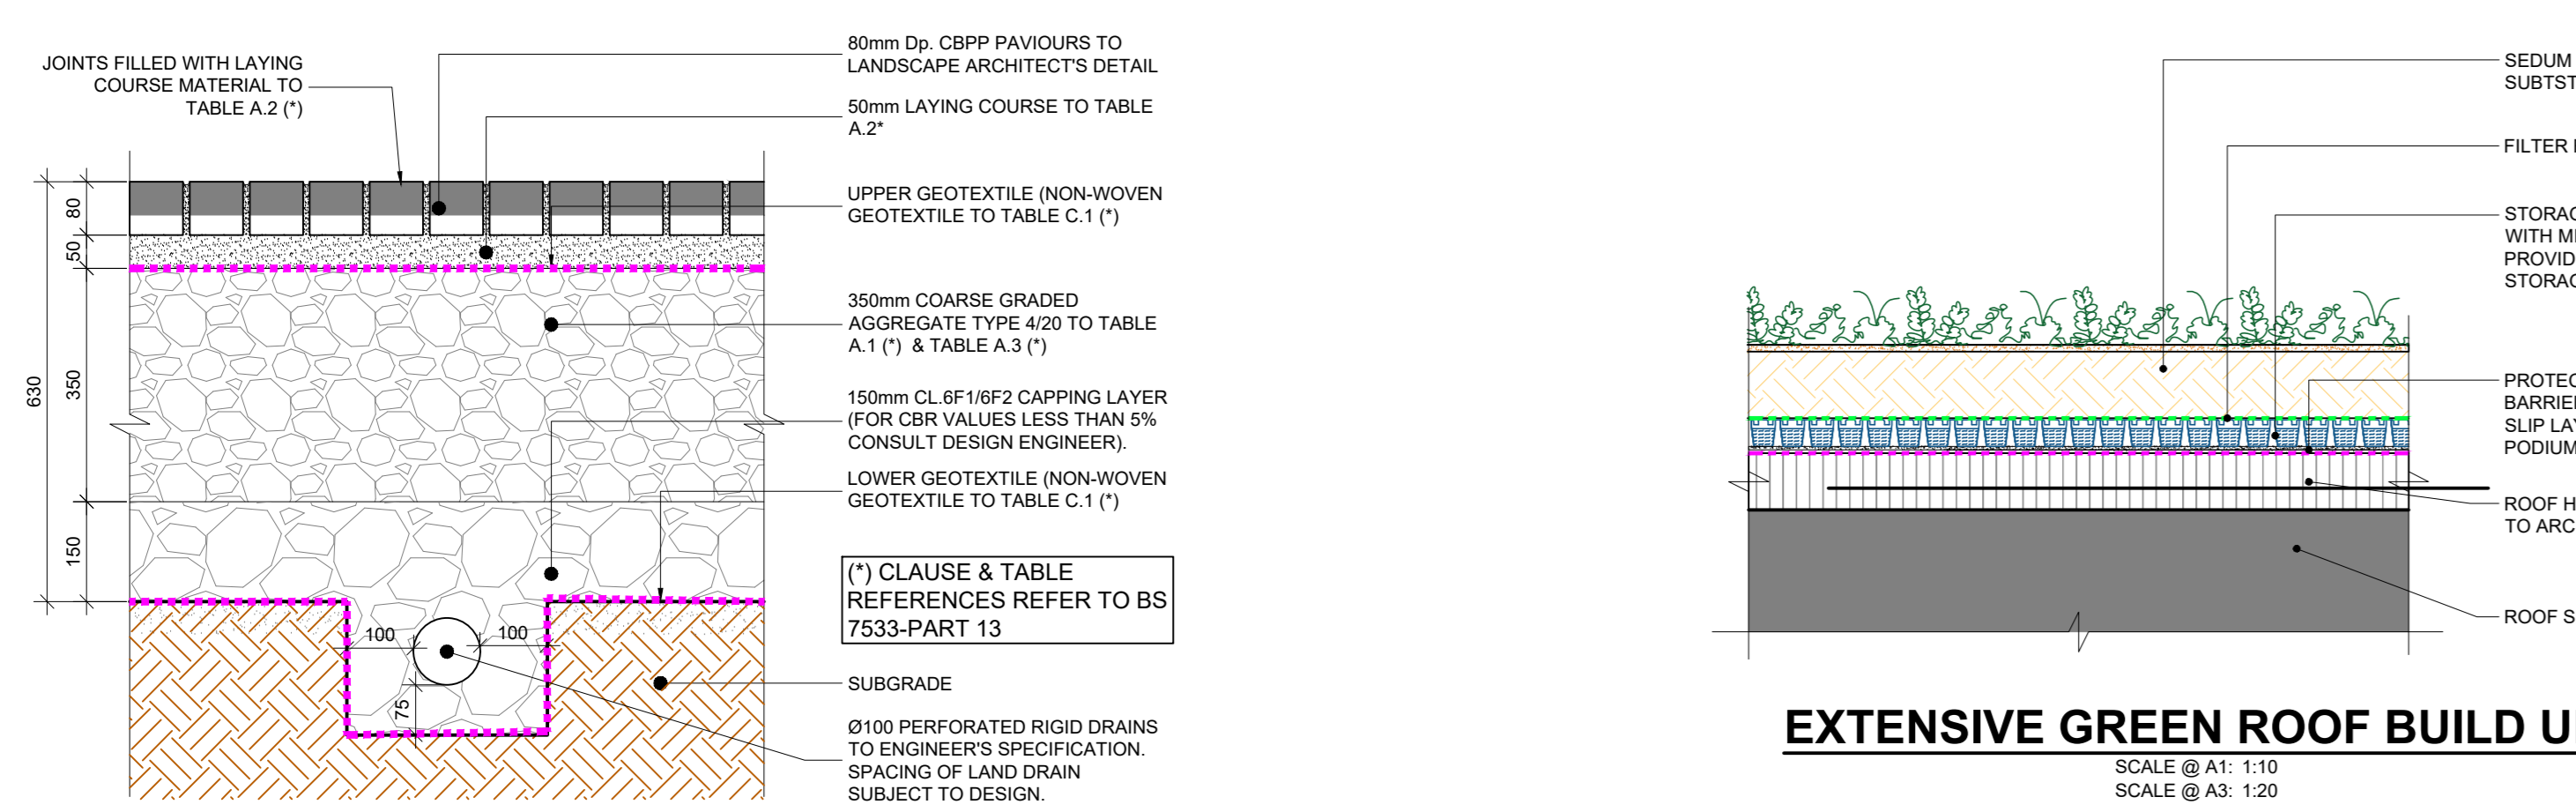 JOINTS FILLED WITH LAYING
COURSE MATERIAL TO
TABLE A.2 (*)
80mm Dp. CBPP PAVIOURS TO
LANDSCAPE ARCHITECT'S DETAIL
50mm LAYING COURSE TO TABLE
A.2*
UPPER GEOTEXTILE (NON-WOVEN
GEOTEXTILE TO TABLE C.1 (*)
350mm COARSE GRADED
AGGREGATE TYPE 4/20 TO TABLE
A.1 (*) & TABLE A.3 (*)
150mm CL.6F1/6F2 CAPPING LAYER
(FOR CBR VALUES LESS THAN 5%
CONSULT DESIGN ENGINEER).
LOWER GEOTEXTILE (NON-WOVEN
GEOTEXTILE TO TABLE C.1 (*)
(*) CLAUSE & TABLE
REFERENCES REFER TO BS
7533-PART 13
SUBGRADE
Ø100 PERFORATED RIGID DRAINS
TO ENGINEER'S SPECIFICATION.
SPACING OF LAND DRAIN
SUBJECT TO DESIGN.
80
50
350
630
150
100
100
75
SEDUM
SUBTST
FILTER
STORAG
WITH MI
PROVID
STORAG
PROTEC
BARRIE
SLIP LAY
PODIUM
ROOF H
TO ARC
ROOF S
EXTENSIVE GREEN ROOF BUILD U
SCALE @ A1: 1:10
SCALE @ A3: 1:20